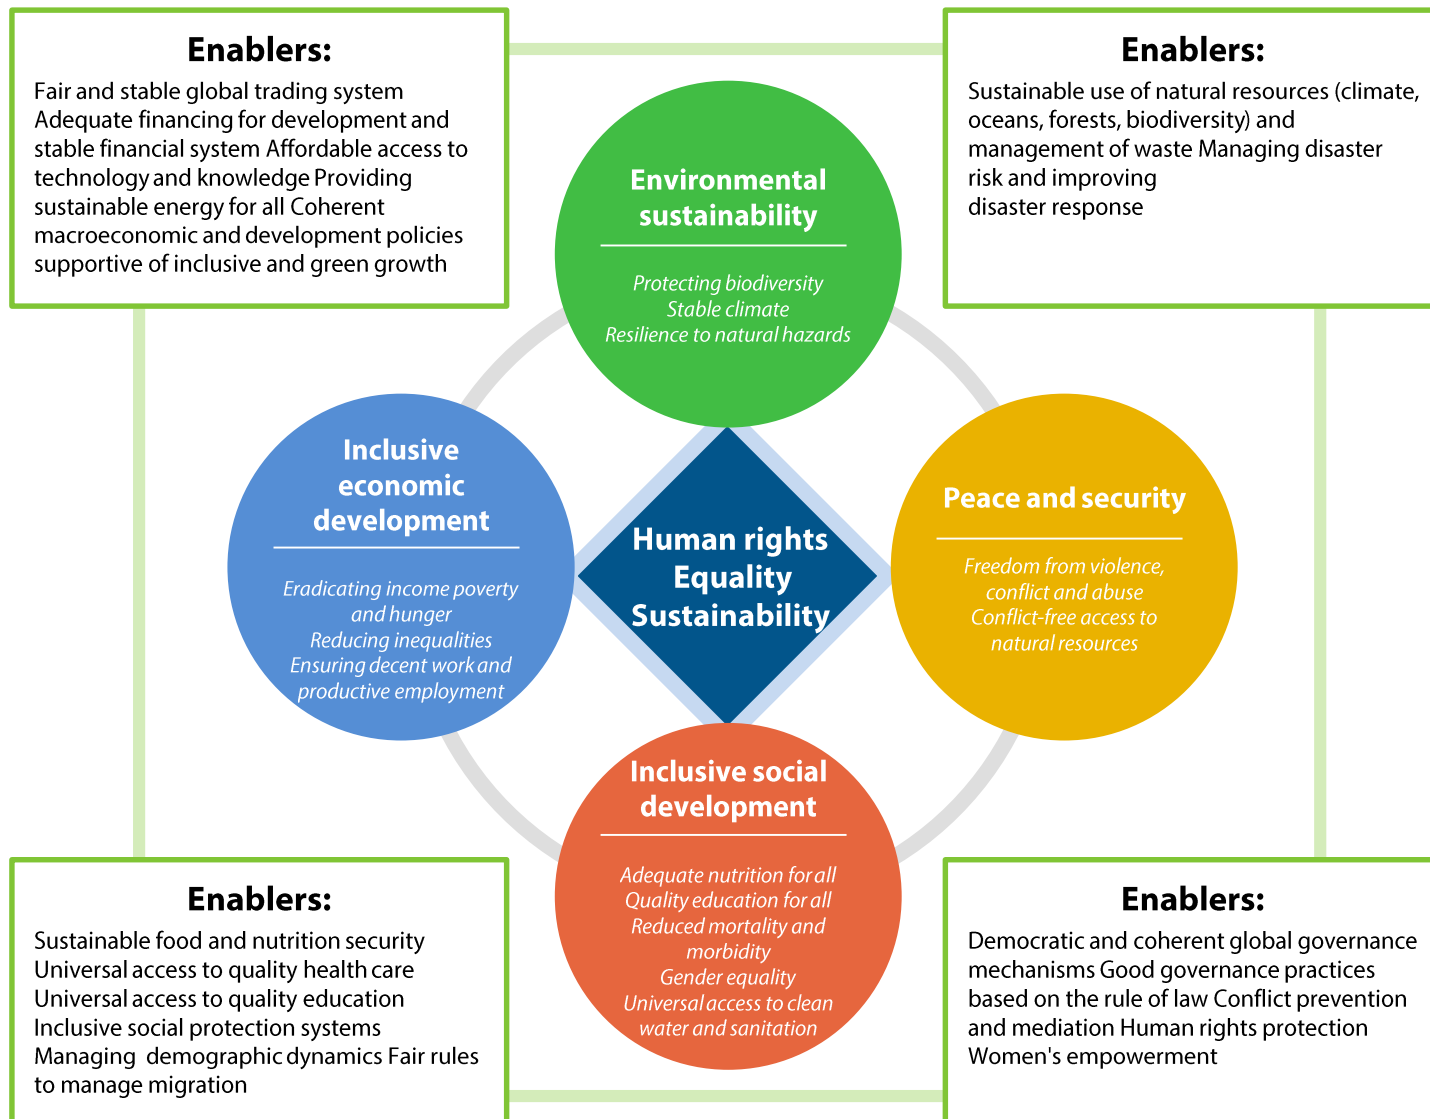 Enablers:
Fair and stable global trading system
Adequate financing for development and
stable financial system Affordable access to
technology and knowledge Providing
sustainable energy for all Coherent
macroeconomic and development policies
supportive of inclusive and green growth
Enablers:
Sustainable use of natural resources (climate,
oceans, forests, biodiversity) and
management of waste Managing disaster
risk and improving
disaster response
Environmental
sustainability
Protecting biodiversity
Stable climate
Resilience to natural hazards
Inclusive
economic
development
Eradicating income poverty
and hunger
Reducing inequalities
Ensuring decent work and
productive employment
Human rights
Equality
Sustainability
Peace and security
Freedom from violence,
conflict and abuse
Conflict-free access to
natural resources
Inclusive social
development
Adequate nutrition for all
Quality education for all
Reduced mortality and
morbidity
Gender equality
Universal access to clean
water and sanitation
Enablers:
Sustainable food and nutrition security
Universal access to quality health care
Universal access to quality education
Inclusive social protection systems
Managing  demographic dynamics Fair rules
to manage migration
Enablers:
Democratic and coherent global governance
mechanisms Good governance practices
based on the rule of law Conflict prevention
and mediation Human rights protection
Women's empowerment